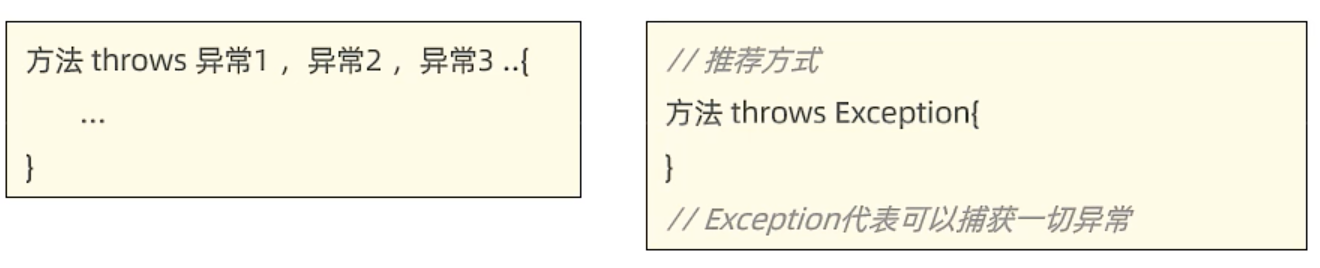 方法 throws 异常1 ，异常2 ，异常3 ..{
...
}
// 推荐方式
方法 throws Exception{
}
// Exception代表可以捕获一切异常